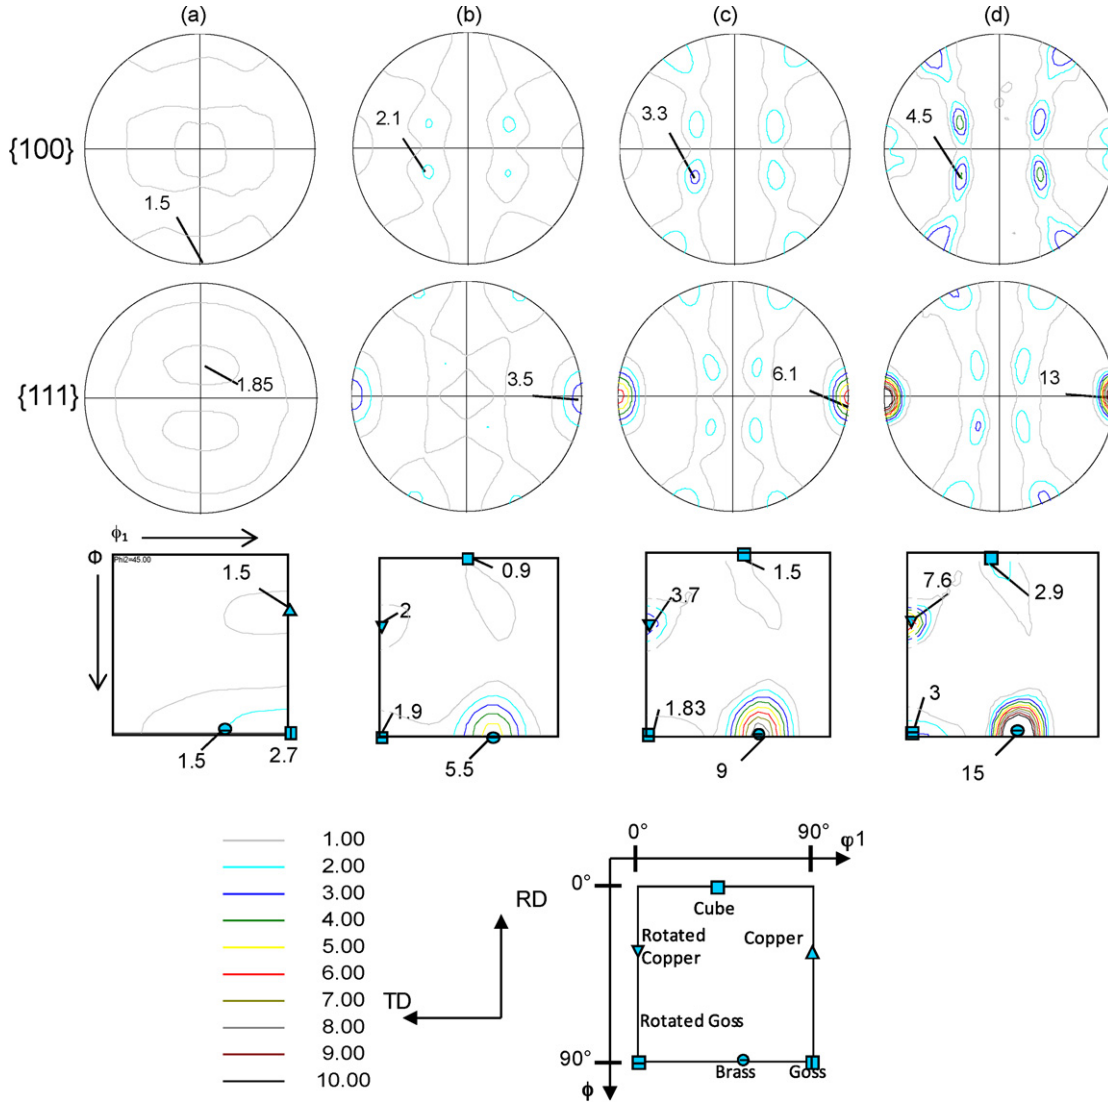 (a) (b) (c) (d)
{100} 1.5 2.1 3.3 4.5
{111} 1.85 3.5 6.1 13
ϕ1
Φ
Phi2=45.00
1.5 1.5 2.7
0.9 2 1.9 5.5
1.5 3.7 1.83 9
2.9 7.6 3 15
1.00
2.00
3.00
4.00
5.00
6.00
7.00
8.00
9.00
10.00
RD
TD
0° 90° φ1
0°
Cube
Rotated
Copper
Copper
Rotated Goss
90°
Brass Goss
ϕ